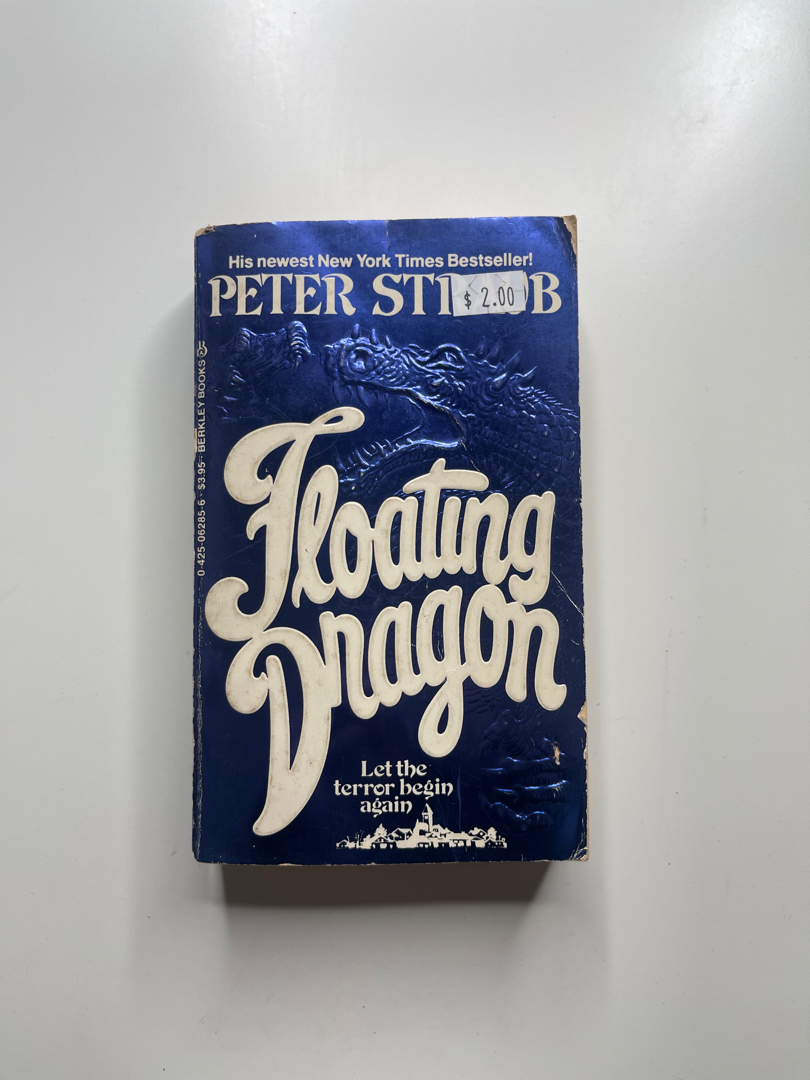 His newest New York Times Bestseller!
PETER ST B
$ 2.00
Floating
Dragon
Let the
terror begin
again
0-425-06285-6 · $3.95 · BERKLEY BOOKS